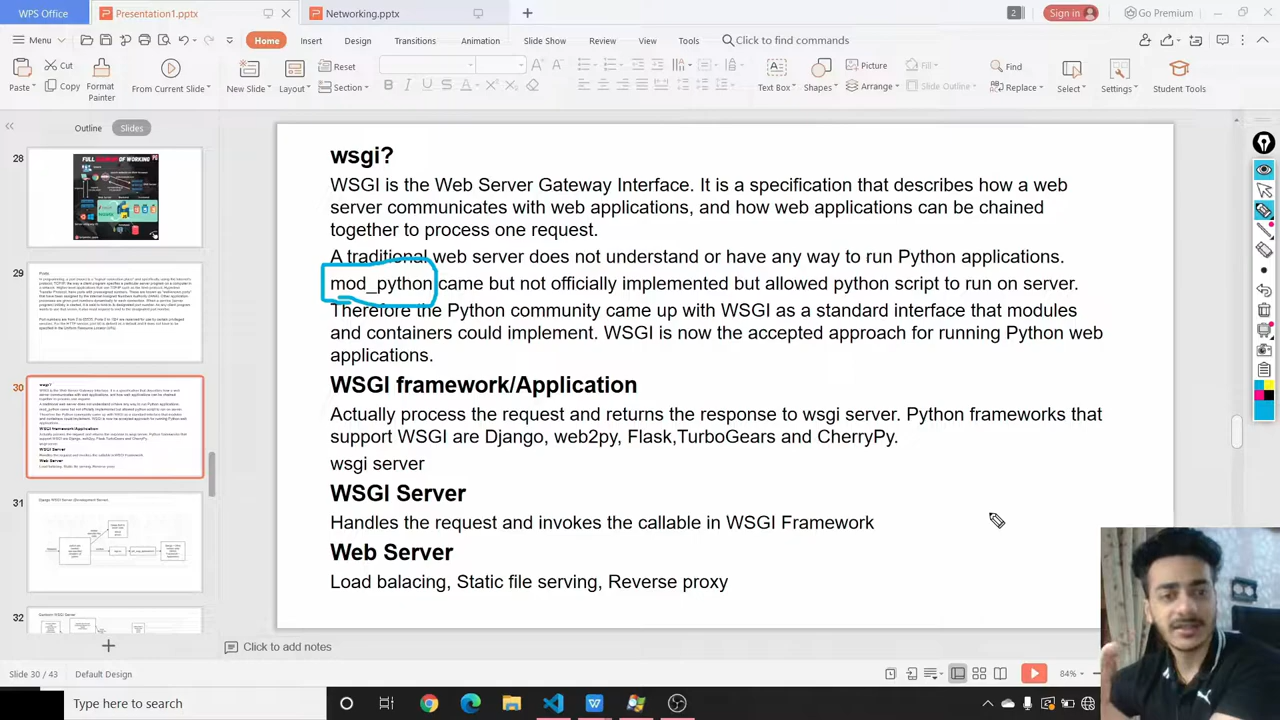 WPS Office
Presentation1.pptx
Netwosking.pptx
+
2
Sign in
Go Premium
Menu
Home
Insert
Design
Transitions
Animation
Slide Show
Review
View
Tools
Click to find commands
Paste
Cut
Copy
Format
Painter
From Current Slide
New Slide
Layout
Reset
Section
B I U A S
Text Box
Shapes
Picture
Fill
Arrange
Slide Outline
Find
Replace
Select
Settings
Student Tools
Outline
Slides
28
29
30
31
32
wsgi?
WSGI is the Web Server Gateway Interface. It is a specification that describes how a web
server communicates with web applications, and how web applications can be chained
together to process one request.
A traditional web server does not understand or have any way to run Python applications.
mod_python came but not officially implemented but allowed python script to run on server.
Therefore the Python community came up with WSGI as a standard interface that modules
and containers could implement. WSGI is now the accepted approach for running Python web
applications.
WSGI framework/Application
Actually process the request and returns the response to wsgi server. Python frameworks that
support WSGI are Django, web2py, Flask,TurboGears and CherryPy.
wsgi server
WSGI Server
Handles the request and invokes the callable in WSGI Framework
Web Server
Load balacing, Static file serving, Reverse proxy
Click to add notes
Slide 30 / 43
Default Design
84%
Type here to search